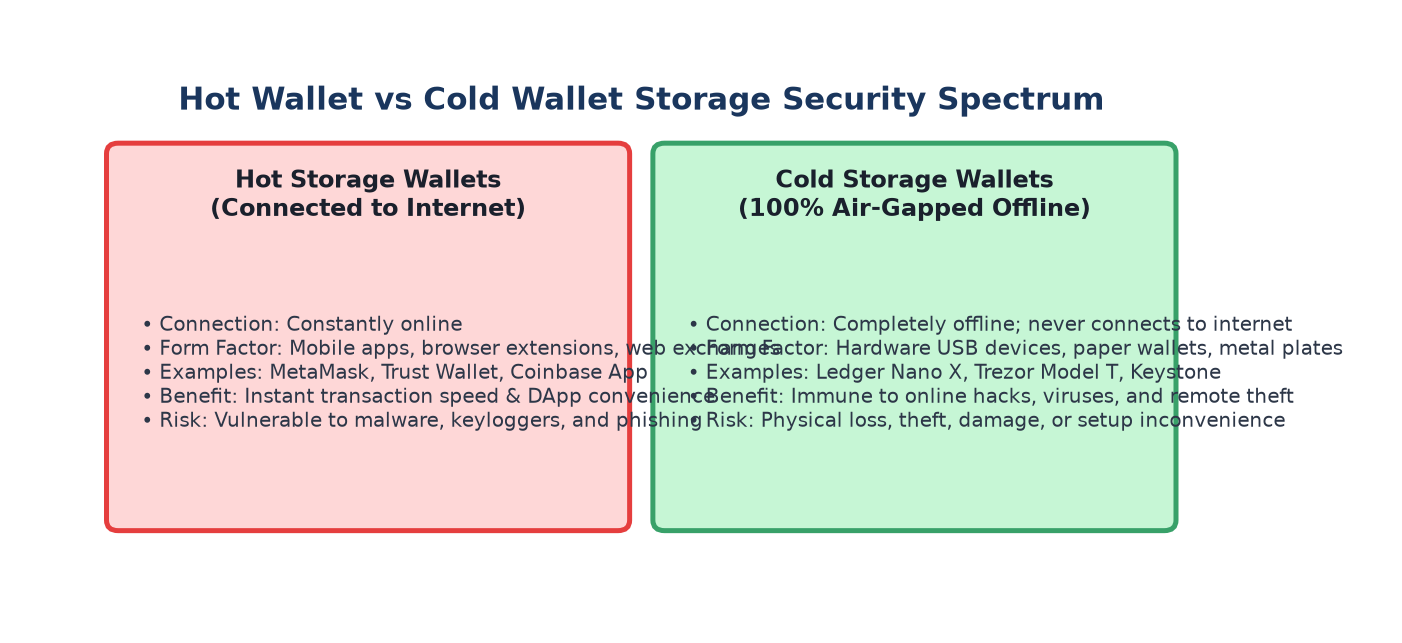 Hot Wallet vs Cold Wallet Storage Security Spectrum
Hot Storage Wallets
(Connected to Internet)
• Connection: Constantly online
• Form Factor: Mobile apps, browser extensions, web exchanges
• Examples: MetaMask, Trust Wallet, Coinbase App
• Benefit: Instant transaction speed & DApp convenience
• Risk: Vulnerable to malware, keyloggers, and phishing
Cold Storage Wallets
(100% Air-Gapped Offline)
• Connection: Completely offline; never connects to internet
• Form Factor: Hardware USB devices, paper wallets, metal plates
• Examples: Ledger Nano X, Trezor Model T, Keystone
• Benefit: Immune to online hacks, viruses, and remote theft
• Risk: Physical loss, theft, damage, or setup inconvenience